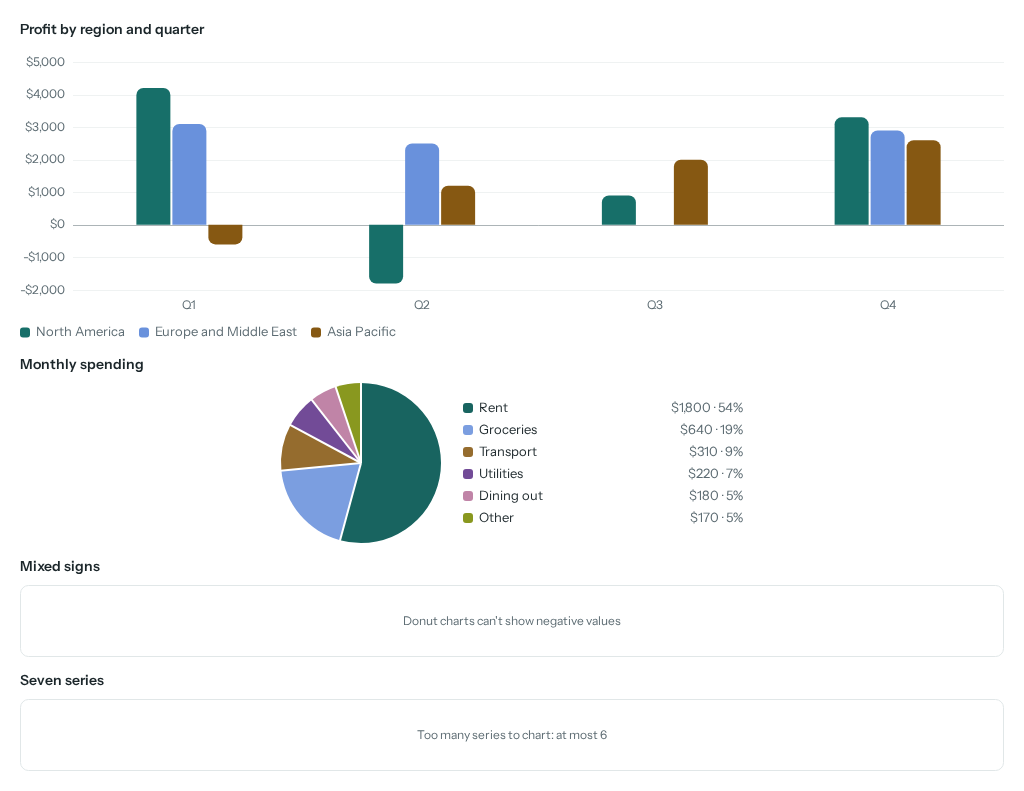 Profit by region and quarter
$5,000
$4,000
$3,000
$2,000
$1,000
$0
-$1,000
-$2,000
Q1 Q2 Q3 Q4
North America Europe and Middle East Asia Pacific
Monthly spending
Rent $1,800 · 54%
Groceries $640 · 19%
Transport $310 · 9%
Utilities $220 · 7%
Dining out $180 · 5%
Other $170 · 5%
Mixed signs
Donut charts can't show negative values
Seven series
Too many series to chart: at most 6